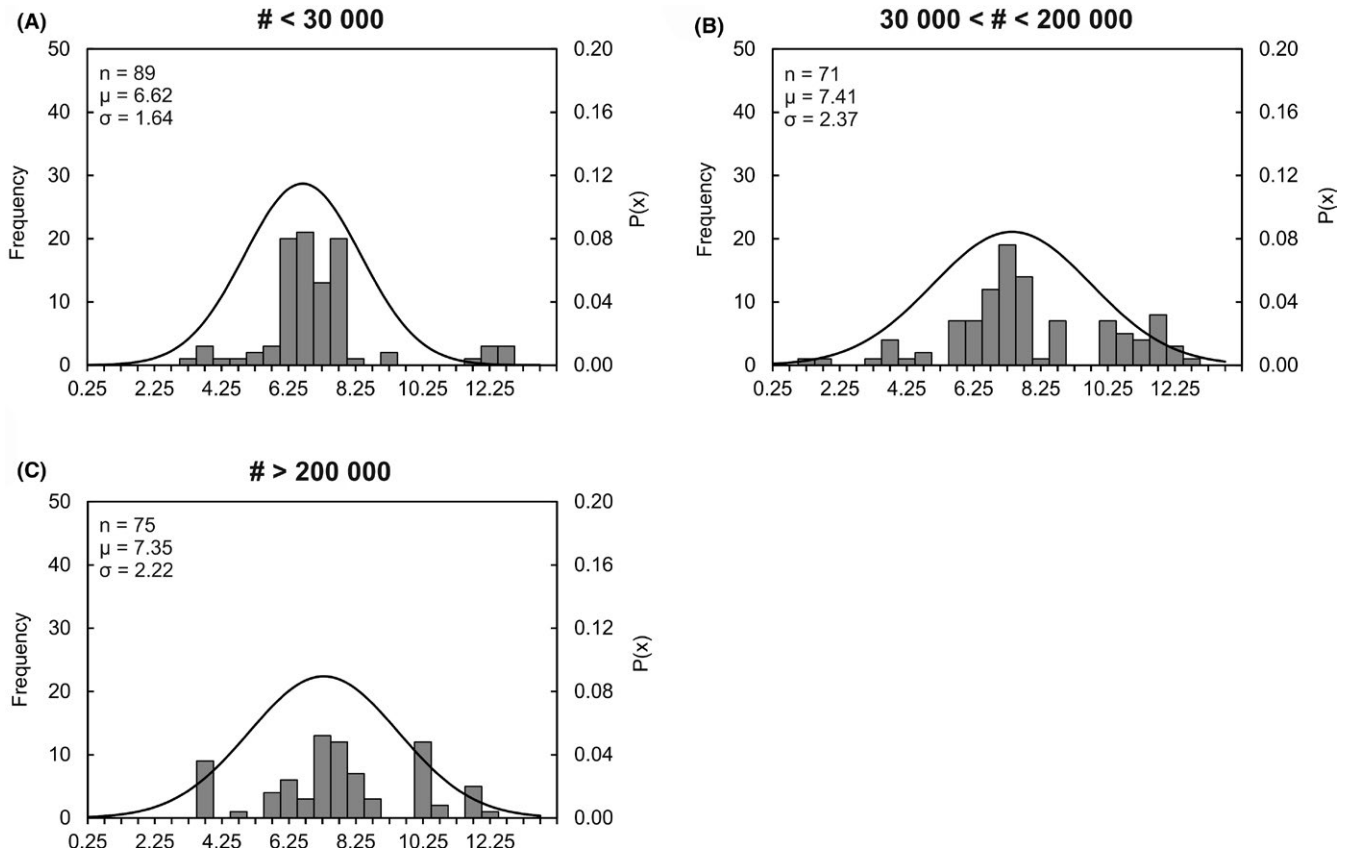 (A)
# < 30 000
n = 89
μ = 6.62
σ = 1.64
50
40
30
20
10
0
Frequency
0.20
0.16
0.12
0.08
0.04
0.00
P(x)
0.25 2.25 4.25 6.25 8.25 10.25 12.25
(B)
30 000 < # < 200 000
n = 71
μ = 7.41
σ = 2.37
50
40
30
20
10
0
Frequency
0.20
0.16
0.12
0.08
0.04
0.00
P(x)
0.25 2.25 4.25 6.25 8.25 10.25 12.25
(C)
# > 200 000
n = 75
μ = 7.35
σ = 2.22
50
40
30
20
10
0
Frequency
0.20
0.16
0.12
0.08
0.04
0.00
P(x)
0.25 2.25 4.25 6.25 8.25 10.25 12.25